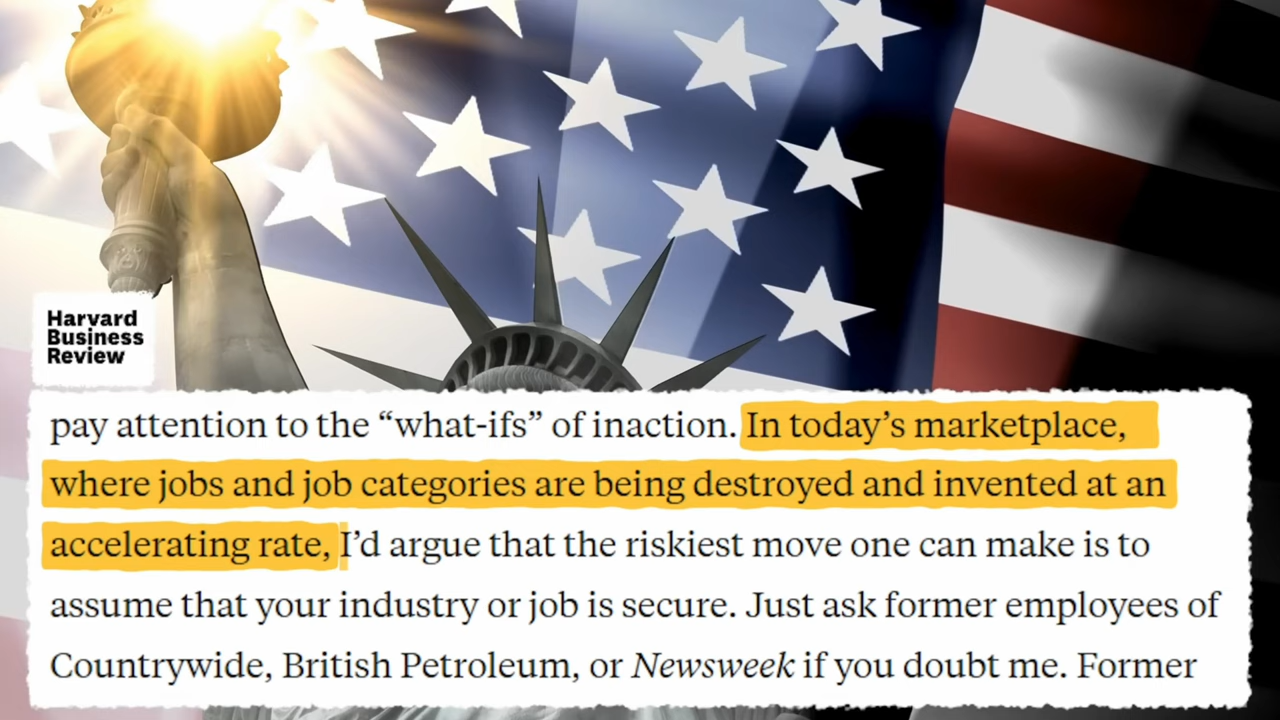 Harvard
Business
Review
pay attention to the “what-ifs” of inaction. In today’s marketplace,
where jobs and job categories are being destroyed and invented at an
accelerating rate, I’d argue that the riskiest move one can make is to
assume that your industry or job is secure. Just ask former employees of
Countrywide, British Petroleum, or Newsweek if you doubt me. Former